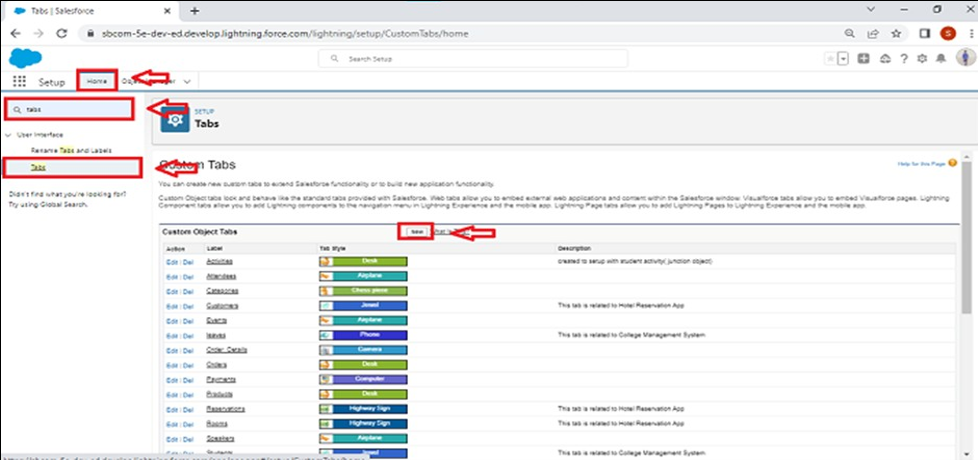 Tabs | Salesforce
sbcom-5e-dev-ed.develop.lightning.force.com/lightning/setup/CustomTabs/home
S
Search Setup
Setup Home
tabs
User Interface
Rename Tabs and Labels
Tabs
Didn't find what you're looking for?
Try using Global Search.
SETUP
Tabs
Custom Tabs
Help for this Page
You can create new custom tabs to extend Salesforce functionality or to build new application functionality.
Custom Object tabs look and behave like the standard tabs provided with Salesforce. Web tabs allow you to embed external web applications and content within the Salesforce window. Visualforce tabs allow you to embed Visualforce pages. Lightning
Component tabs allow you to add Lightning components to the navigation menu in Lightning Experience and the mobile app. Lightning Page tabs allow you to add Lightning Pages to Lightning Experience and the mobile app.
Custom Object Tabs New What Is This?
Action Label Tab Style Description
Edit | Del Activities Desk created to setup with student activity( junction object)
Edit | Del Attendees Airplane
Edit | Del Categories Chess piece
Edit | Del Customers Jewel This tab is related to Hotel Reservation App
Edit | Del Events Airplane
Edit | Del leaves Phone This tab is related to College Management System
Edit | Del Order_Details Camera
Edit | Del Orders Desk
Edit | Del Payments Computer
Edit | Del Products Desk
Edit | Del Reservations Highway Sign This tab is related to Hotel Reservation App
Edit | Del Rooms Highway Sign This tab is related to Hotel Reservation App
Edit | Del Speakers Airplane
Edit | Del Students Jewel This tab is related to College Management System